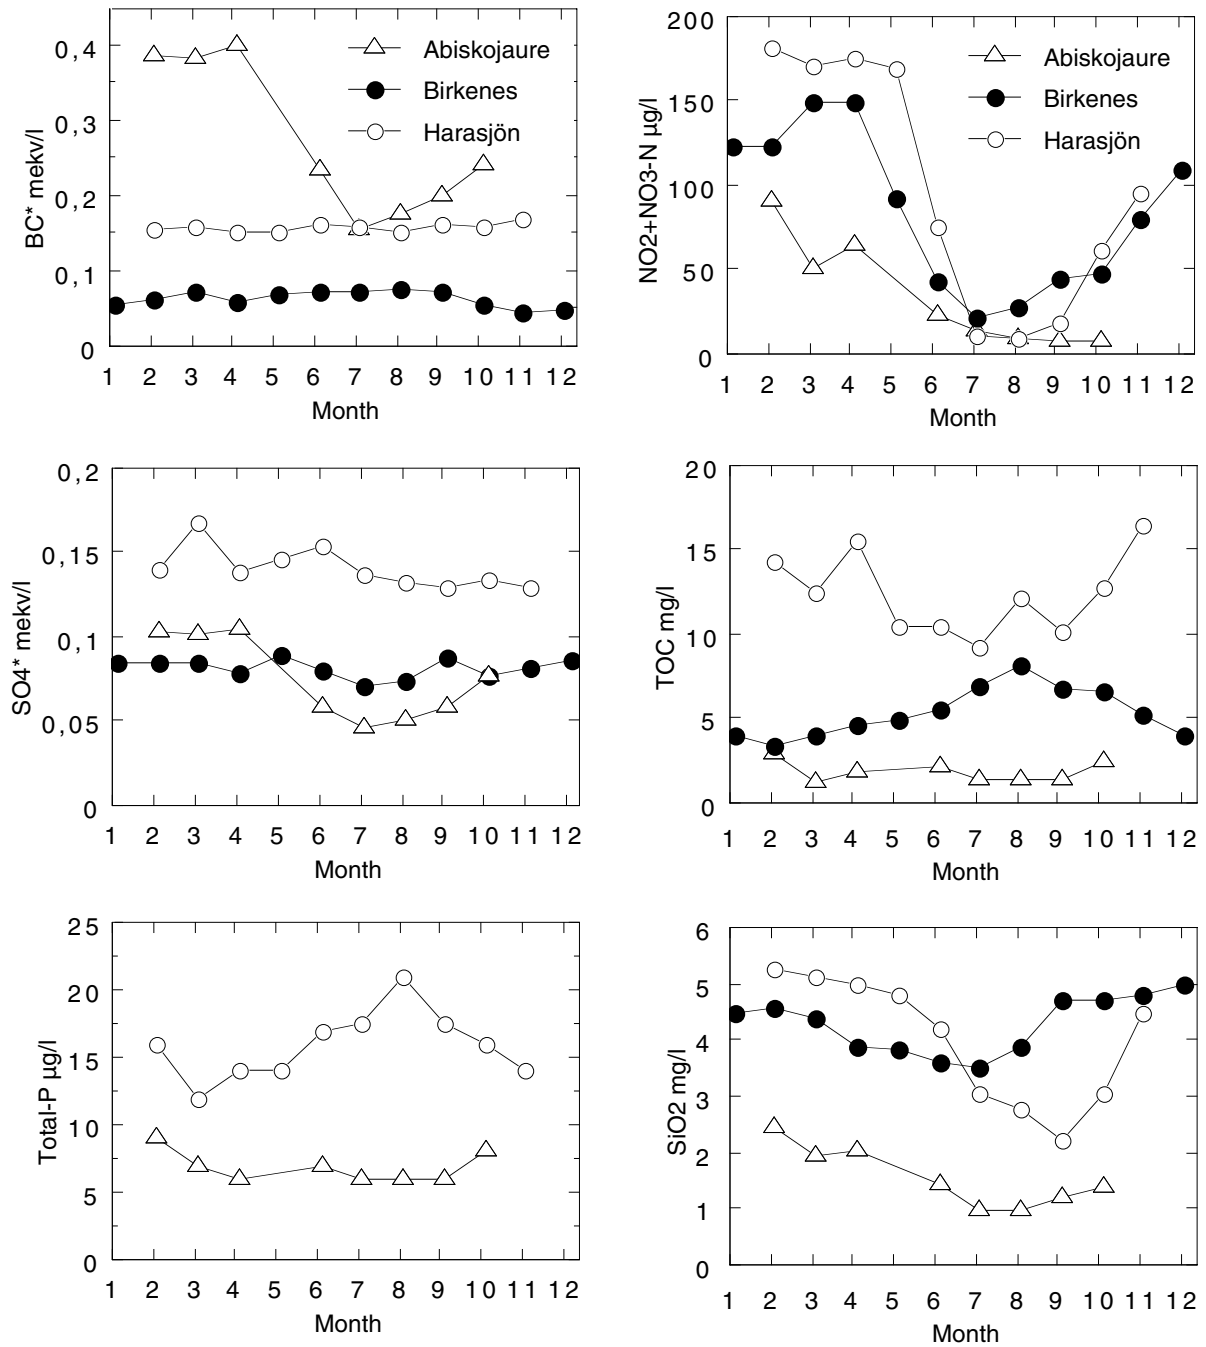 BC* mekv/l
0,4
0,3
0,2
0,1
0
Abiskojaure
Birkenes
Harasjön
1 2 3 4 5 6 7 8 9 10 11 12
Month
NO2+NO3-N µg/l
200
150
100
50
0
Abiskojaure
Birkenes
Harasjön
1 2 3 4 5 6 7 8 9 10 11 12
Month
SO4* mekv/l
0,2
0,15
0,1
0,05
0
1 2 3 4 5 6 7 8 9 10 11 12
Month
TOC mg/l
20
15
10
5
0
1 2 3 4 5 6 7 8 9 10 11 12
Month
Total-P µg/l
25
20
15
10
5
0
1 2 3 4 5 6 7 8 9 10 11 12
Month
SiO2 mg/l
6
5
4
3
2
1
0
1 2 3 4 5 6 7 8 9 10 11 12
Month